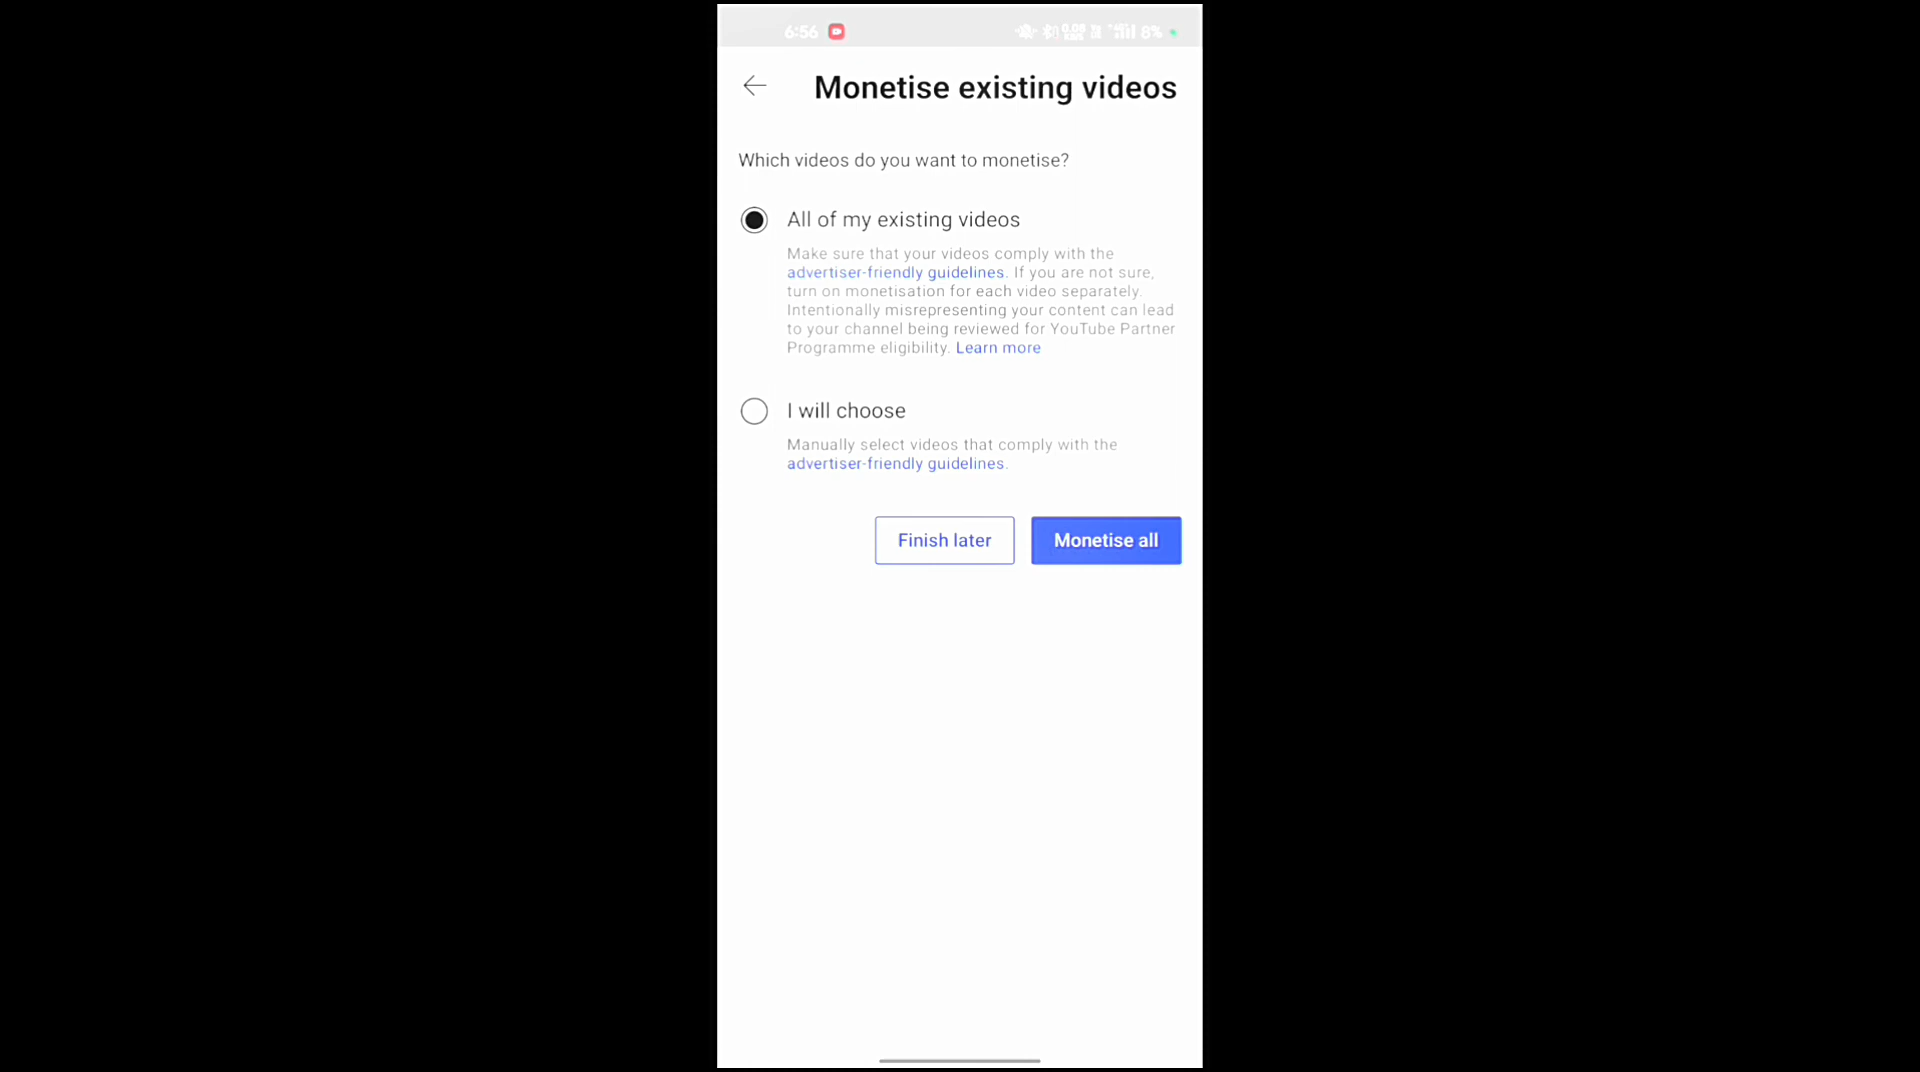 6:56 8%
Monetise existing videos
Which videos do you want to monetise?
All of my existing videos
Make sure that your videos comply with the
advertiser-friendly guidelines. If you are not sure,
turn on monetisation for each video separately.
Intentionally misrepresenting your content can lead
to your channel being reviewed for YouTube Partner
Programme eligibility. Learn more
I will choose
Manually select videos that comply with the
advertiser-friendly guidelines.
Finish later Monetise all